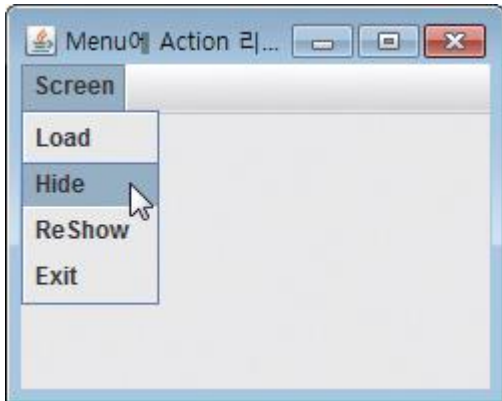 Menu에 Action 리...
Screen
Load
Hide
ReShow
Exit